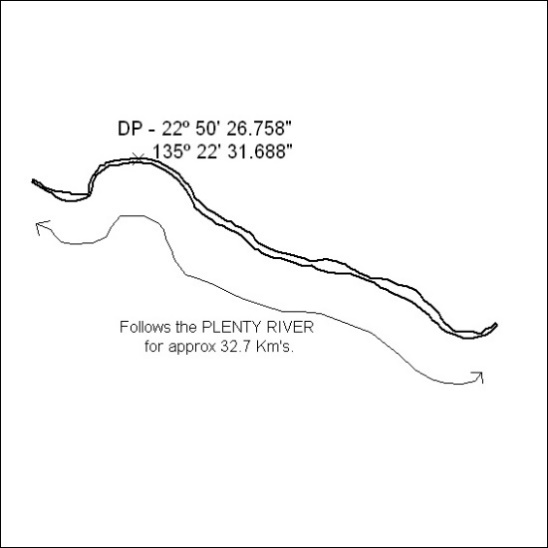 DP - 22º 50' 26.758"
135º 22' 31.688"
Follows the PLENTY RIVER
for approx 32.7 Km's.